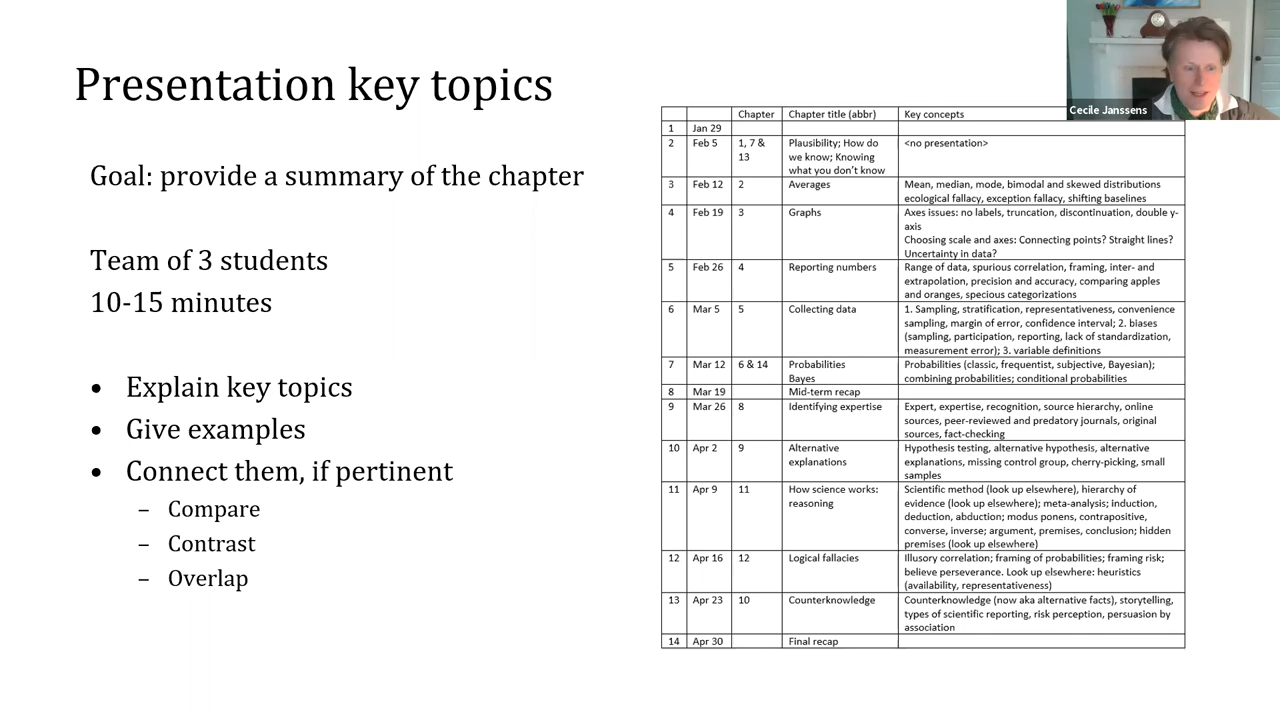 Presentation key topics
Goal: provide a summary of the chapter
Team of 3 students
10-15 minutes
• Explain key topics
• Give examples
• Connect them, if pertinent
– Compare
– Contrast
– Overlap
Cecile Janssens
Chapter Chapter title (abbr) Key concepts
1 Jan 29
2 Feb 5 1, 7 & Plausibility; How do <no presentation>
13 we know; Knowing
what you don't know
3 Feb 12 2 Averages Mean, median, mode, bimodal and skewed distributions
ecological fallacy, exception fallacy, shifting baselines
4 Feb 19 3 Graphs Axes issues: no labels, truncation, discontinuation, double y-
axis
Choosing scale and axes: Connecting points? Straight lines?
Uncertainty in data?
5 Feb 26 4 Reporting numbers Range of data, spurious correlation, framing, inter- and
extrapolation, precision and accuracy, comparing apples
and oranges, specious categorizations
6 Mar 5 5 Collecting data 1. Sampling, stratification, representativeness, convenience
sampling, margin of error, confidence interval; 2. biases
(sampling, participation, reporting, lack of standardization,
measurement error); 3. variable definitions
7 Mar 12 6 & 14 Probabilities Probabilities (classic, frequentist, subjective, Bayesian);
Bayes combining probabilities; conditional probabilities
8 Mar 19 Mid-term recap
9 Mar 26 8 Identifying expertise Expert, expertise, recognition, source hierarchy, online
sources, peer-reviewed and predatory journals, original
sources, fact-checking
10 Apr 2 9 Alternative Hypothesis testing, alternative hypothesis, alternative
explanations explanations, missing control group, cherry-picking, small
samples
11 Apr 9 11 How science works: Scientific method (look up elsewhere), hierarchy of
reasoning evidence (look up elsewhere); meta-analysis; induction,
deduction, abduction; modus ponens, contrapositive,
converse, inverse; argument, premises, conclusion; hidden
premises (look up elsewhere)
12 Apr 16 12 Logical fallacies Illusory correlation; framing of probabilities; framing risk;
believe perseverance. Look up elsewhere: heuristics
(availability, representativeness)
13 Apr 23 10 Counterknowledge Counterknowledge (now aka alternative facts), storytelling,
types of scientific reporting, risk perception, persuasion by
association
14 Apr 30 Final recap